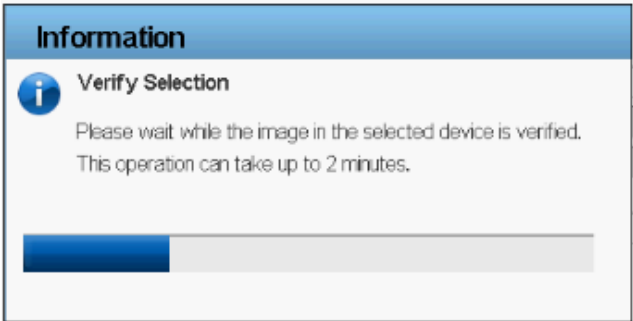 Information
Verify Selection
Please wait while the image in the selected device is verified.
This operation can take up to 2 minutes.